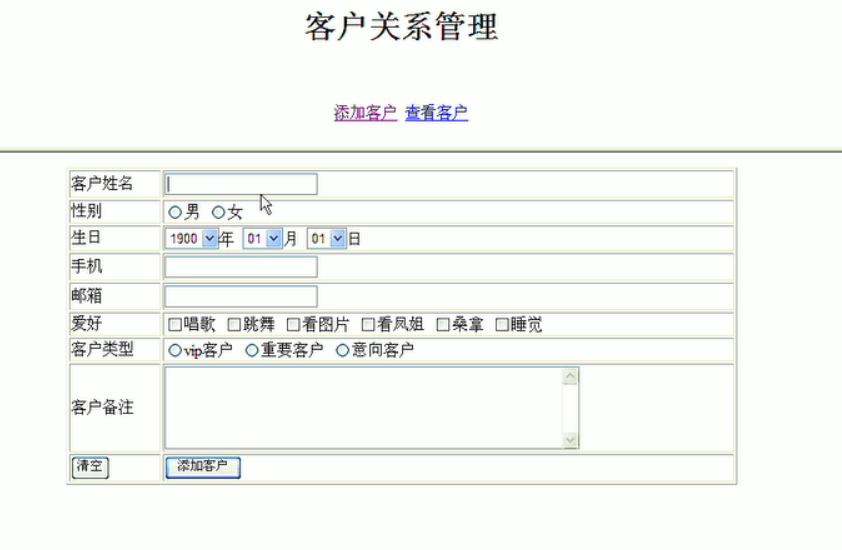 客户关系管理
添加客户 查看客户
客户姓名
性别 男 女
生日 1900 年 01 月 01 日
手机
邮箱
爱好 唱歌 跳舞 看图片 看凤姐 桑拿 睡觉
客户类型 vip客户 重要客户 意向客户
客户备注
清空 添加客户